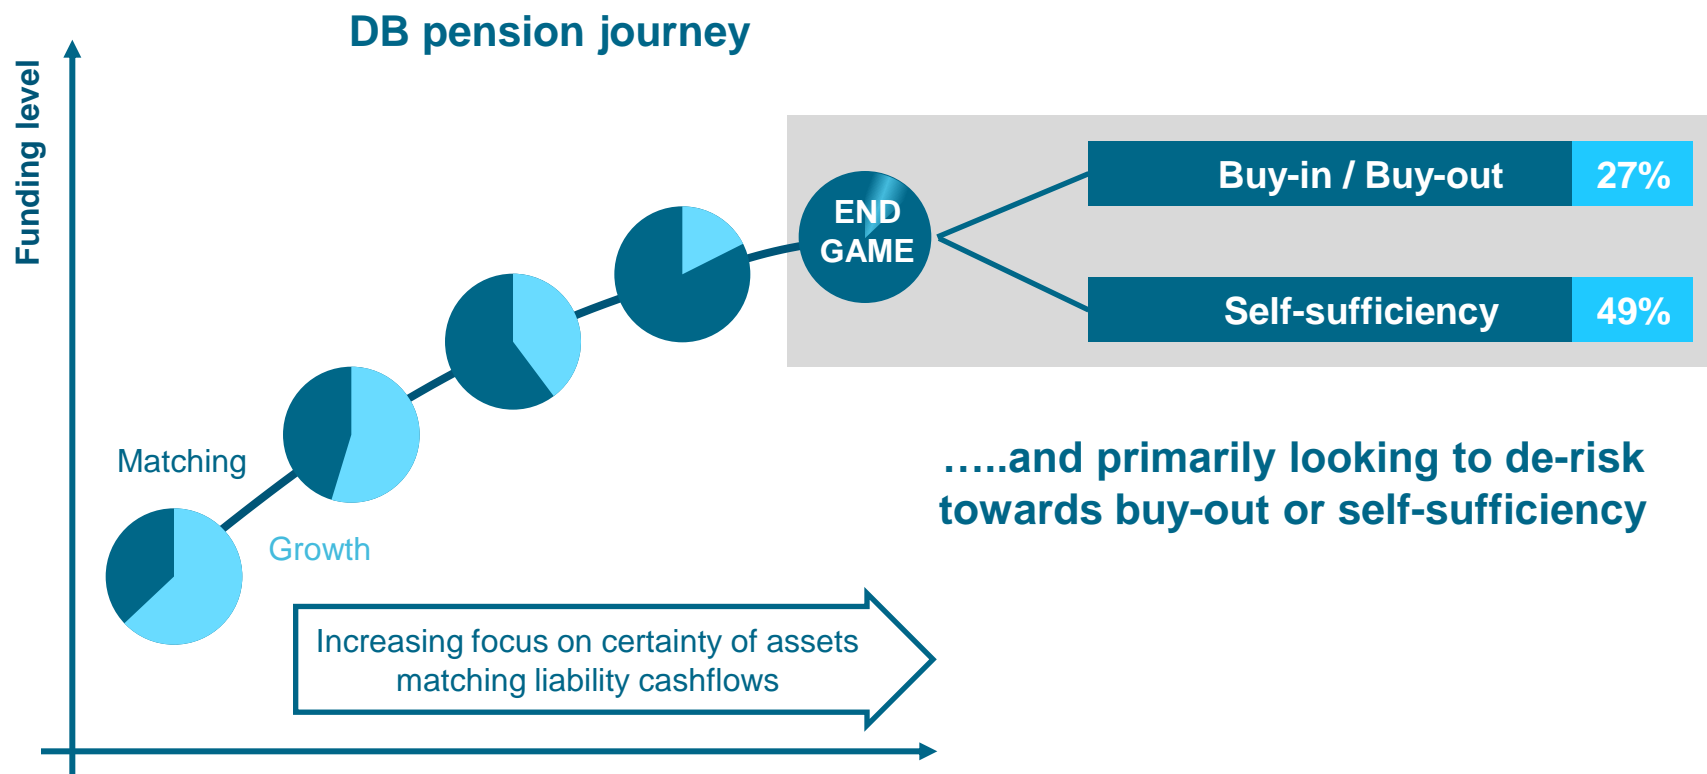 DB pension journey
Funding level
END
GAME
Buy-in / Buy-out
27%
Self-sufficiency
49%
Matching
Growth
…..and primarily looking to de-risk
towards buy-out or self-sufficiency
Increasing focus on certainty of assets
matching liability cashflows